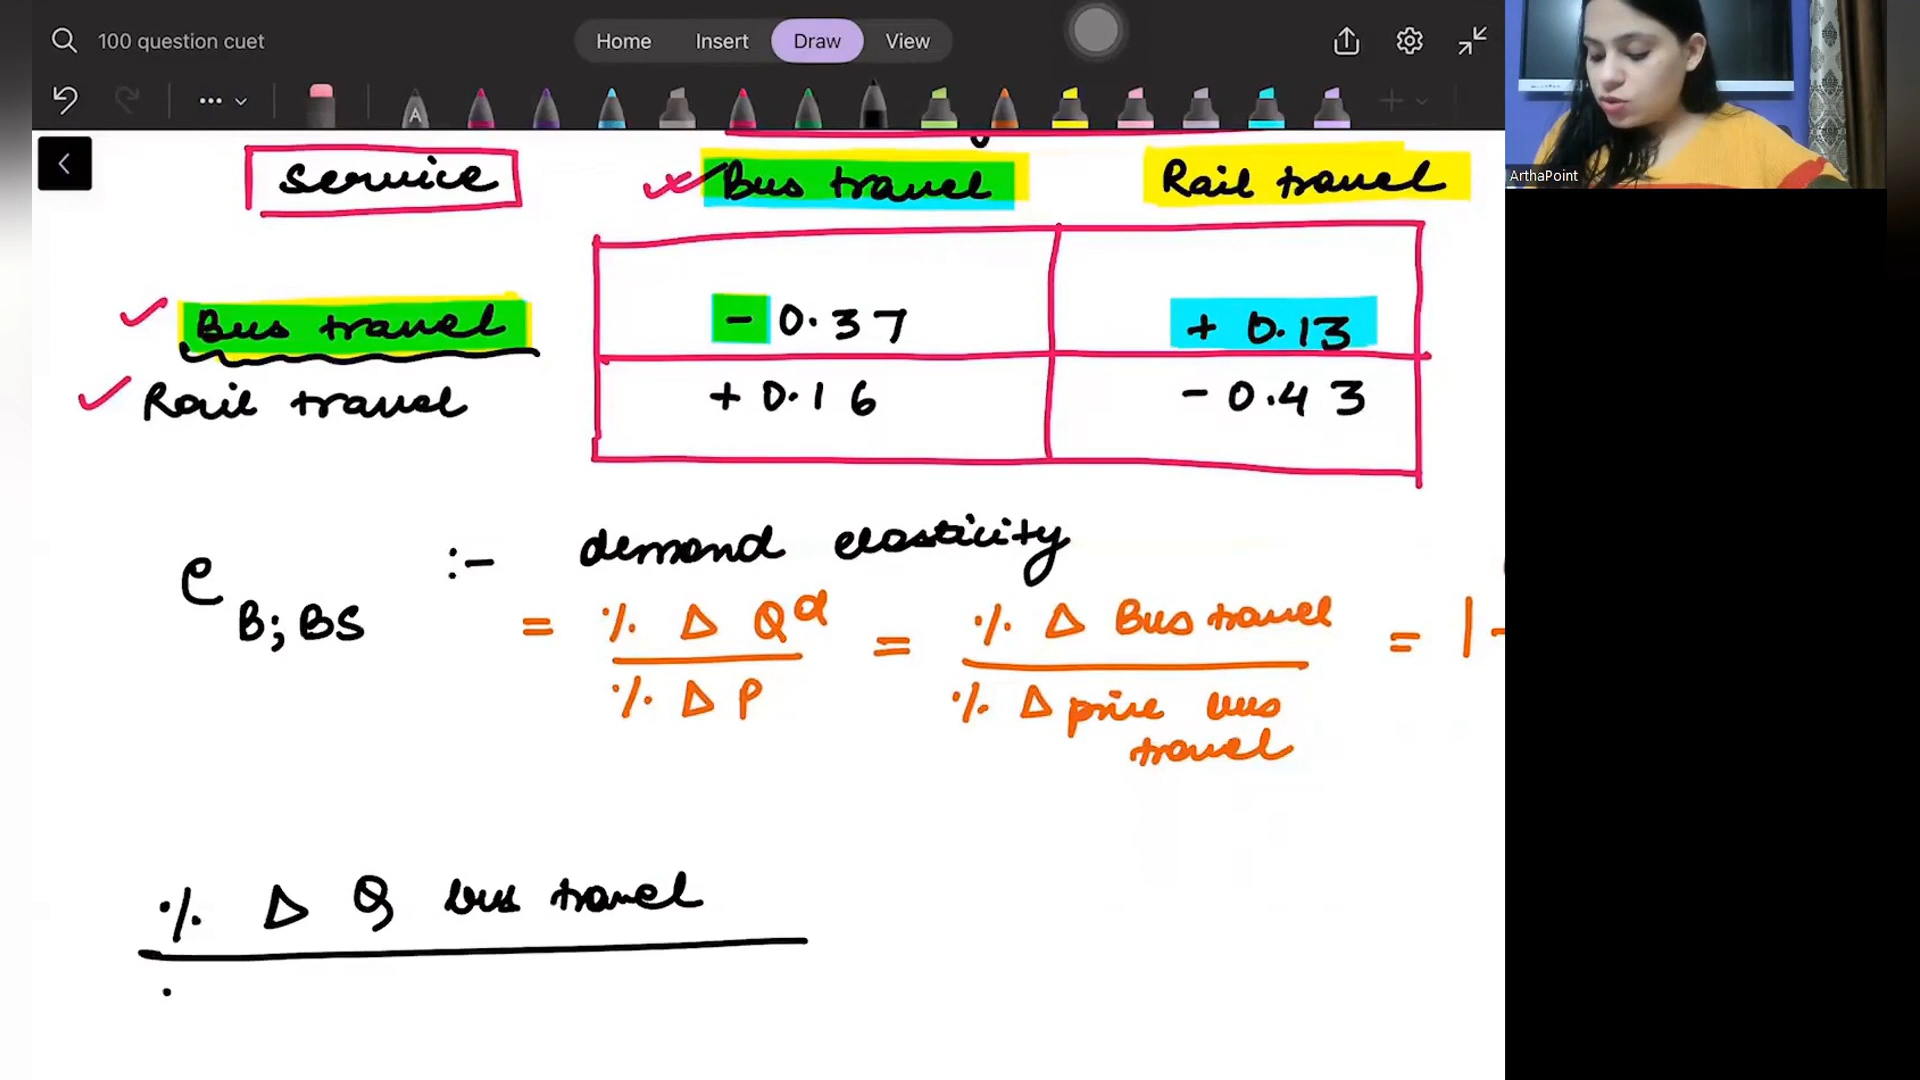 100 question cuet
Home Insert Draw View
A
ArthaPoint
service Bus travel Rail travel
Bus travel - 0.37 + 0.13
Rail travel + 0.16 - 0.43
e B; BS :- demand elasticity
= % Δ Qd / % Δ P = % Δ Bus travel / % Δ price bus travel = |-
% Δ Q bus travel